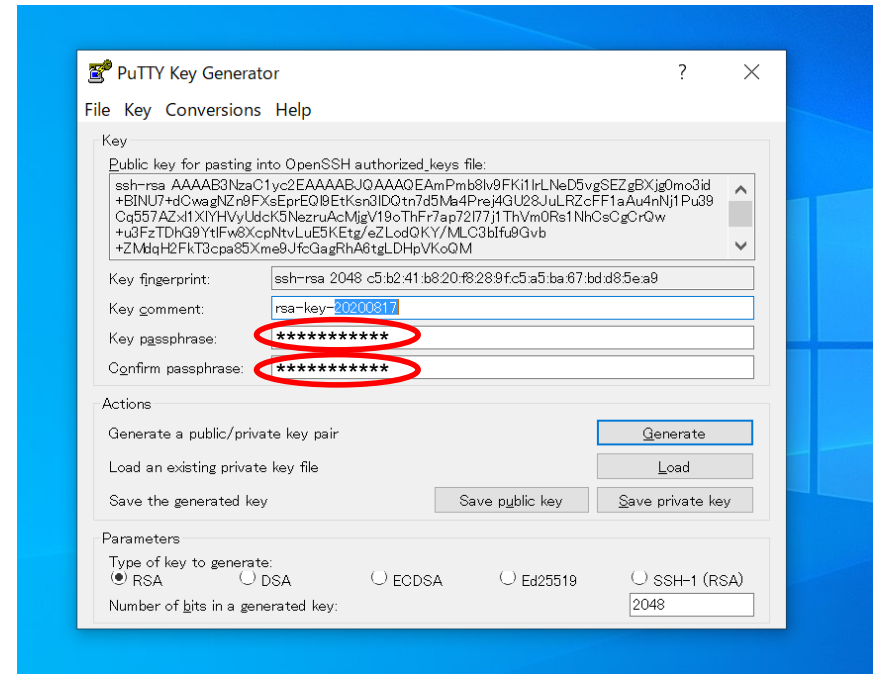 PuTTY Key Generator ?
File Key Conversions Help
Key
Public key for pasting into OpenSSH authorized_keys file:
ssh-rsa AAAAB3NzaC1yc2EAAAABJQAAAQEAmPmb8lv9FKi1IrLNeD5vgSEZgBXjg0mo3id
+BINU7+dCwagNZn9FXsEprEQI9EtKsn3IDQtn7d5Ma4Prej4GU28JuLRZcFF1aAu4nNj1Pu39
Cq557AZxI1XIYHVyUdcK5NezruAcMjgV19oThFr7ap72I77j1ThVm0Rs1NhCsCgCrQw
+u3FzTDhG9YtIFw8XcpNtvLuE5KEtg/eZLodQKY/MLC3bIfu9Gvb
+ZMdqH2FkT3cpa85Xme9JfcGagRhA6tgLDHpVKoQM
Key fingerprint: ssh-rsa 2048 c5:b2:41:b8:20:f8:28:9f:c5:a5:ba:67:bd:d8:5e:a9
Key comment: rsa-key-20200817
Key passphrase: ***********
Confirm passphrase: ***********
Actions
Generate a public/private key pair Generate
Load an existing private key file Load
Save the generated key Save public key Save private key
Parameters
Type of key to generate:
RSA DSA ECDSA Ed25519 SSH-1 (RSA)
Number of bits in a generated key: 2048